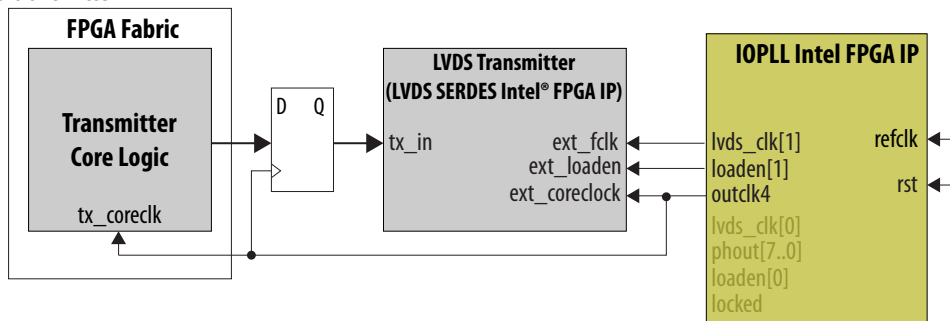 FPGA Fabric
Transmitter
Core Logic
tx_coreclk
D Q
LVDS Transmitter
(LVDS SERDES Intel® FPGA IP)
tx_in
ext_fclk
ext_loaden
ext_coreclock
IOPLL Intel FPGA IP
lvds_clk[1]
loaden[1]
outclk4
lvds_clk[0]
phout[7..0]
loaden[0]
locked
refclk
rst